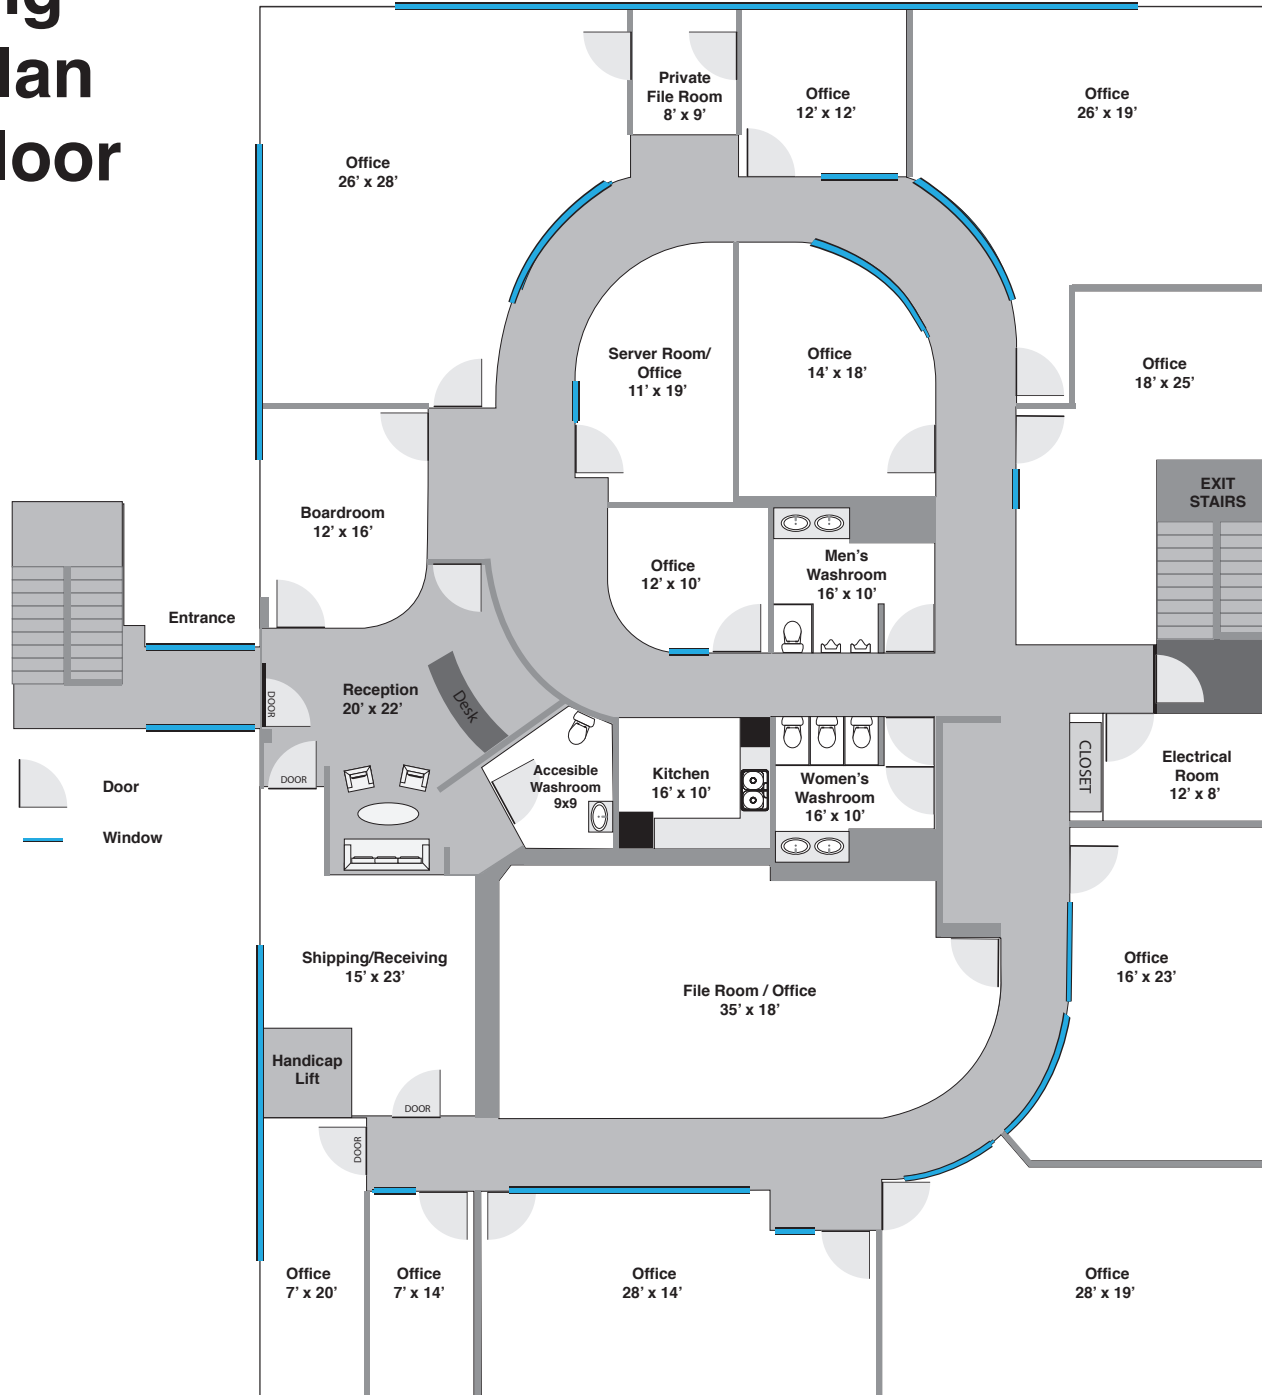 lan
loor
Private
File Room
8’ x 9’
Office
12’ x 12’
Office
26’ x 19’
Office
26’ x 28’
Server Room/
Office
11’ x 19’
Office
14’ x 18’
Office
18’ x 25’
EXIT
STAIRS
Boardroom
12’ x 16’
Office
12’ x 10’
Men’s
Washroom
16’ x 10’
Entrance
DOOR
Reception
20’ x 22’
Desk
DOOR
Door
Window
Accesible
Washroom
9x9
Kitchen
16’ x 10’
Women’s
Washroom
16’ x 10’
CLOSET
Electrical
Room
12’ x 8’
Shipping/Receiving
15’ x 23’
File Room / Office
35’ x 18’
Office
16’ x 23’
Handicap
Lift
DOOR
DOOR
Office
7’ x 20’
Office
7’ x 14’
Office
28’ x 14’
Office
28’ x 19’